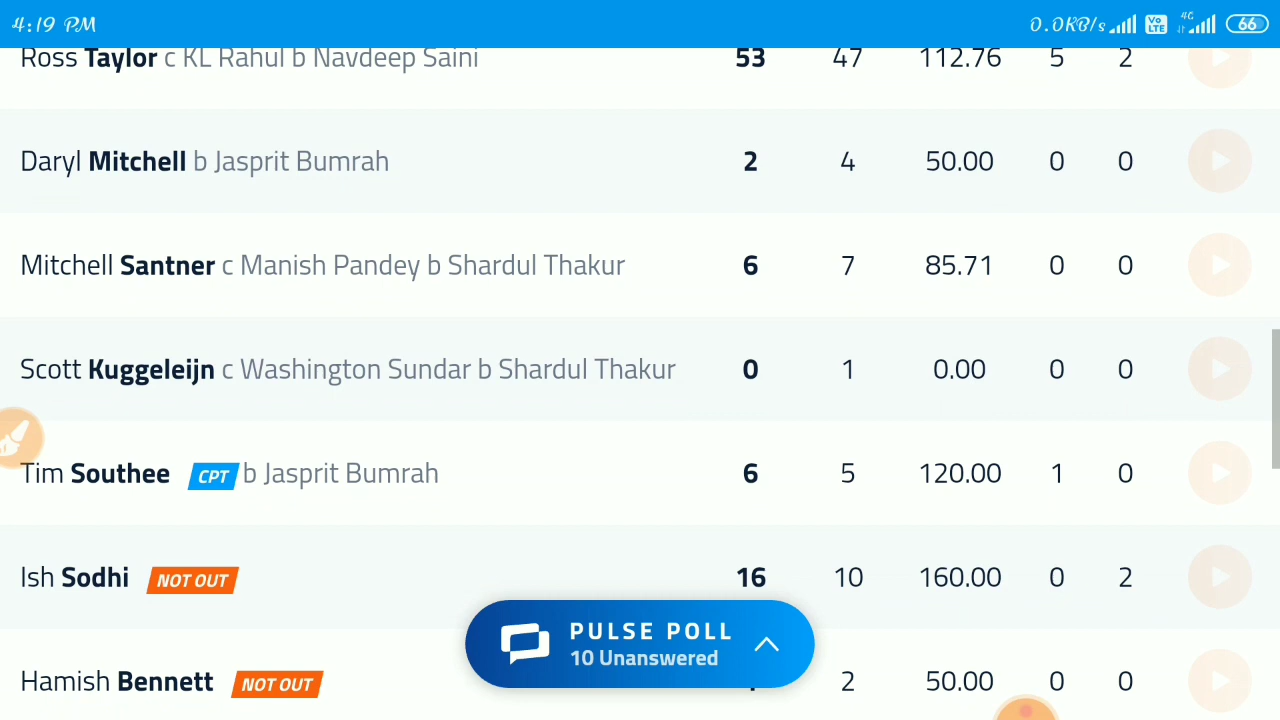 4:19 PM 0.0KB/s Vo LTE 4G 66
Ross Taylor c KL Rahul b Navdeep Saini 53 47 112.76 5 2
Daryl Mitchell b Jasprit Bumrah 2 4 50.00 0 0
Mitchell Santner c Manish Pandey b Shardul Thakur 6 7 85.71 0 0
Scott Kuggeleijn c Washington Sundar b Shardul Thakur 0 1 0.00 0 0
Tim Southee CPT b Jasprit Bumrah 6 5 120.00 1 0
Ish Sodhi NOT OUT 16 10 160.00 0 2
PULSE POLL
10 Unanswered
Hamish Bennett NOT OUT 2 50.00 0 0